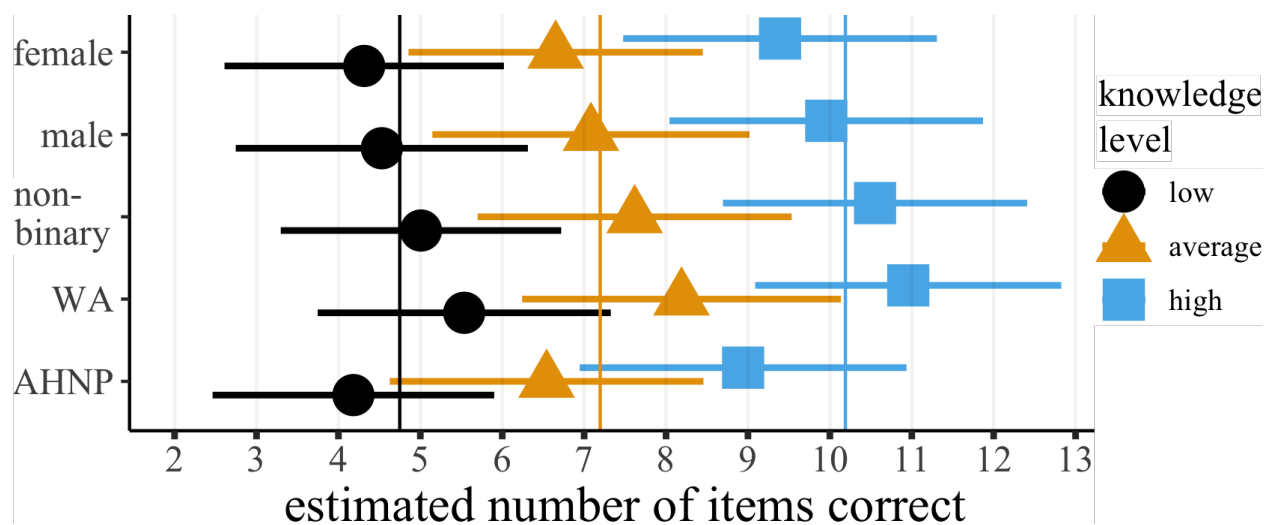 female
male
non-
binary
WA
AHNP
2 3 4 5 6 7 8 9 10 11 12 13
estimated number of items correct
knowledge
level
low
average
high